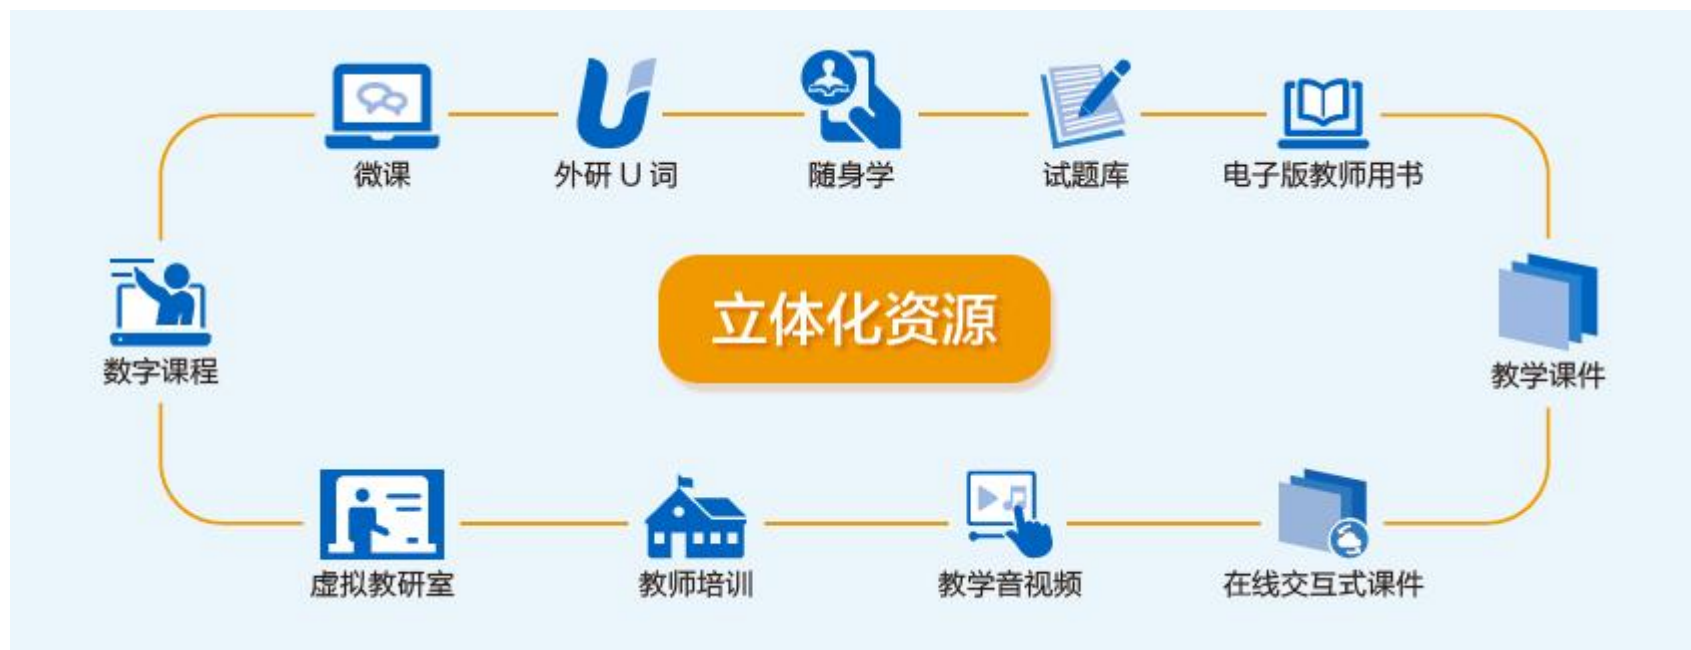 微课
外研 U 词
随身学
试题库
电子版教师用书
立体化资源
数字课程
教学课件
虚拟教研室
教师培训
教学音视频
在线交互式课件